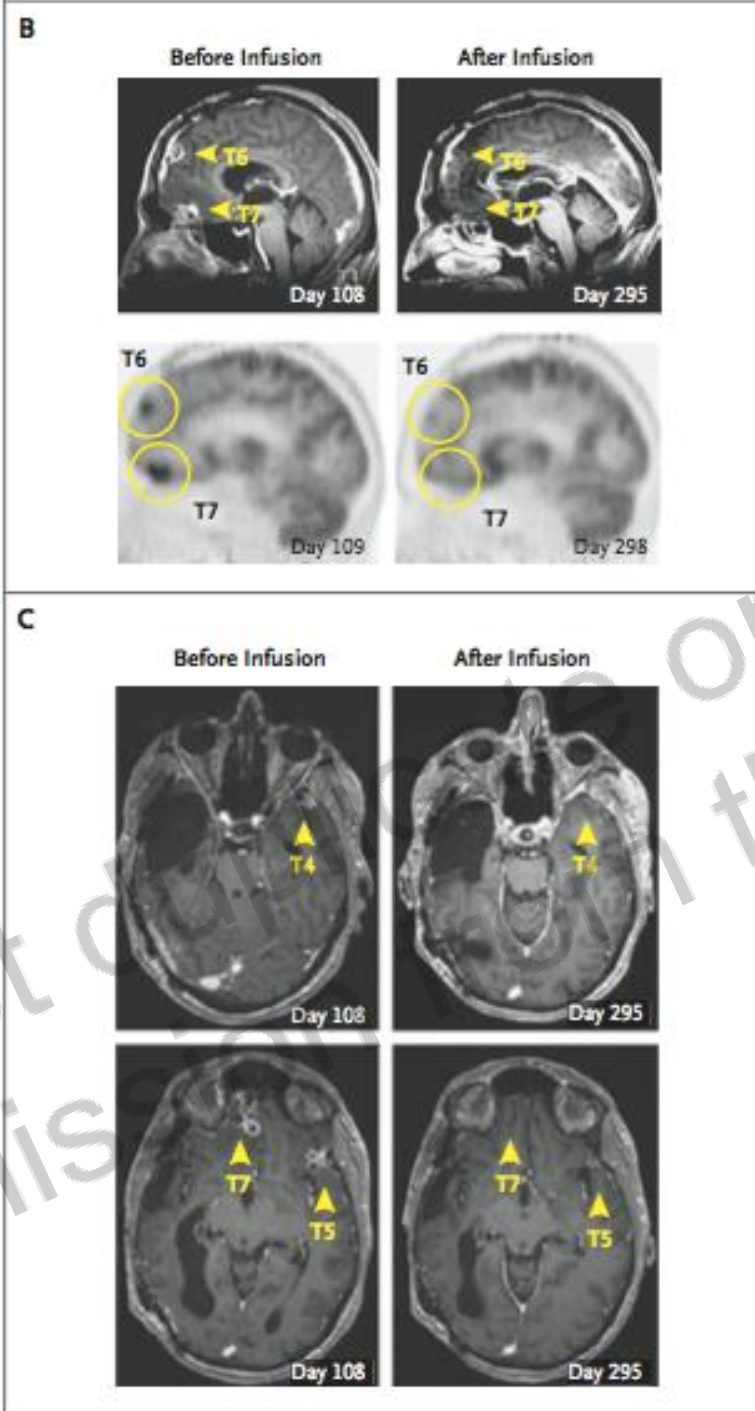 B
Before Infusion After Infusion
T6 T6
T7 T7
Day 108 Day 295
T6 T6
T7 T7
Day 109 Day 298
C
Before Infusion After Infusion
T4 T4
Day 108 Day 295
T7 T7
T5 T5
Day 108 Day 295